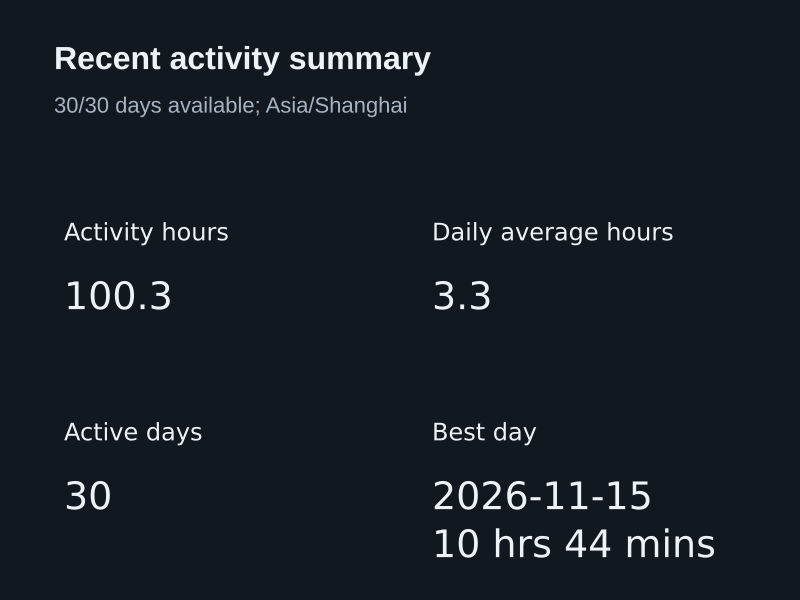 Recent activity summary
30/30 days available; Asia/Shanghai
Activity hours
100.3
Daily average hours
3.3
Active days
30
Best day
2026-11-15
10 hrs 44 mins